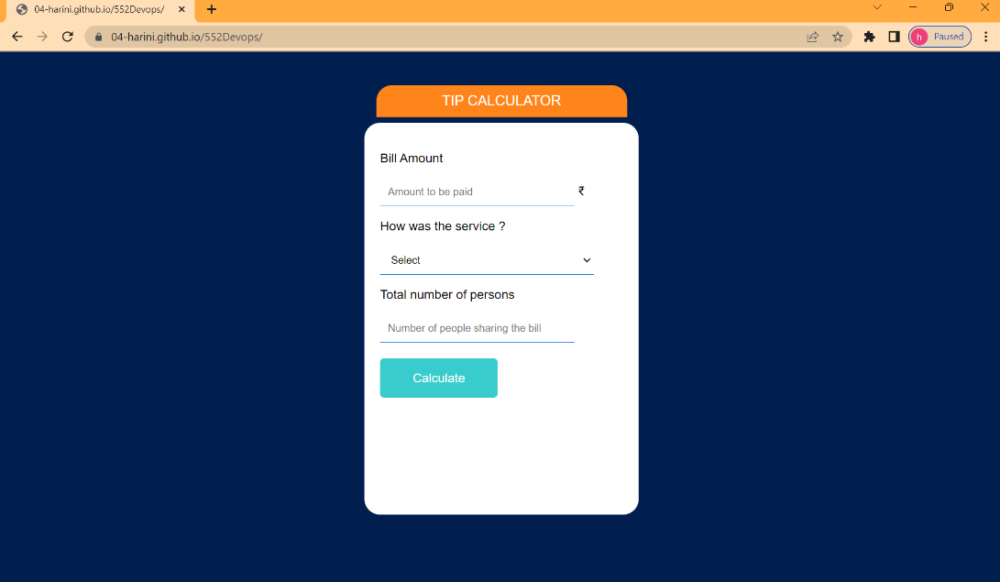 04-harini.github.io/552Devops/
04-harini.github.io/552Devops/
h Paused
TIP CALCULATOR
Bill Amount
Amount to be paid ₹
How was the service ?
Select
Total number of persons
Number of people sharing the bill
Calculate